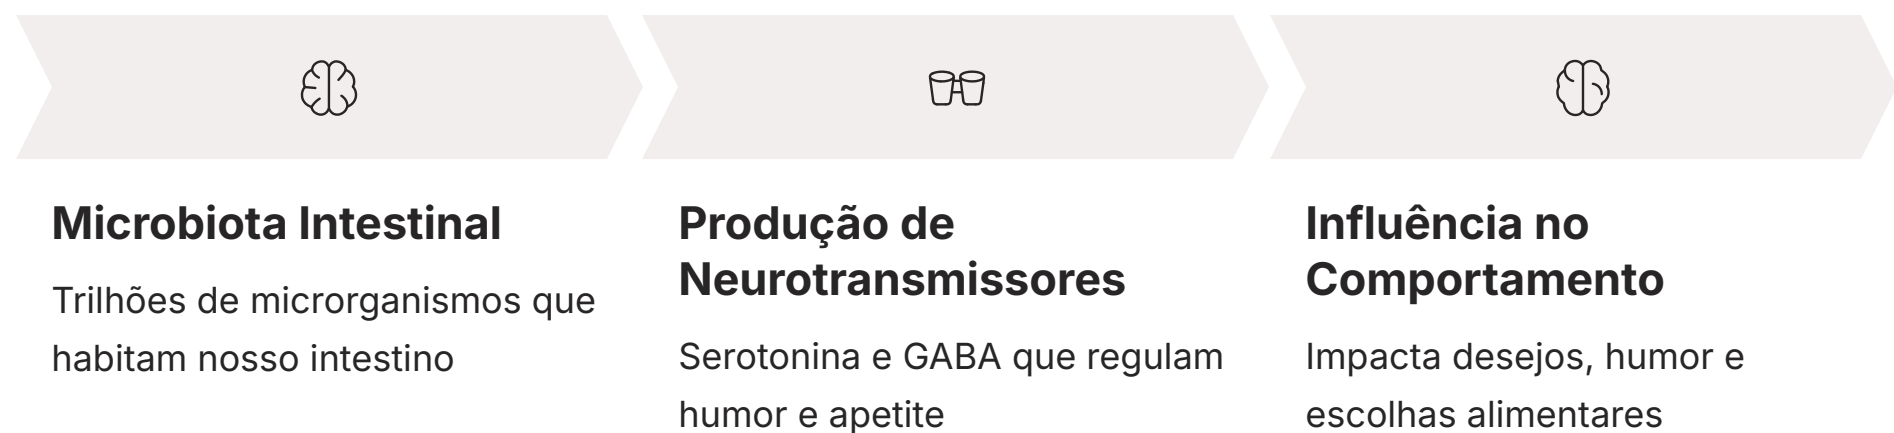 Microbiota Intestinal
Trilhões de microrganismos que
habitam nosso intestino
Produção de
Neurotransmissores
Serotonina e GABA que regulam
humor e apetite
Influência no
Comportamento
Impacta desejos, humor e
escolhas alimentares